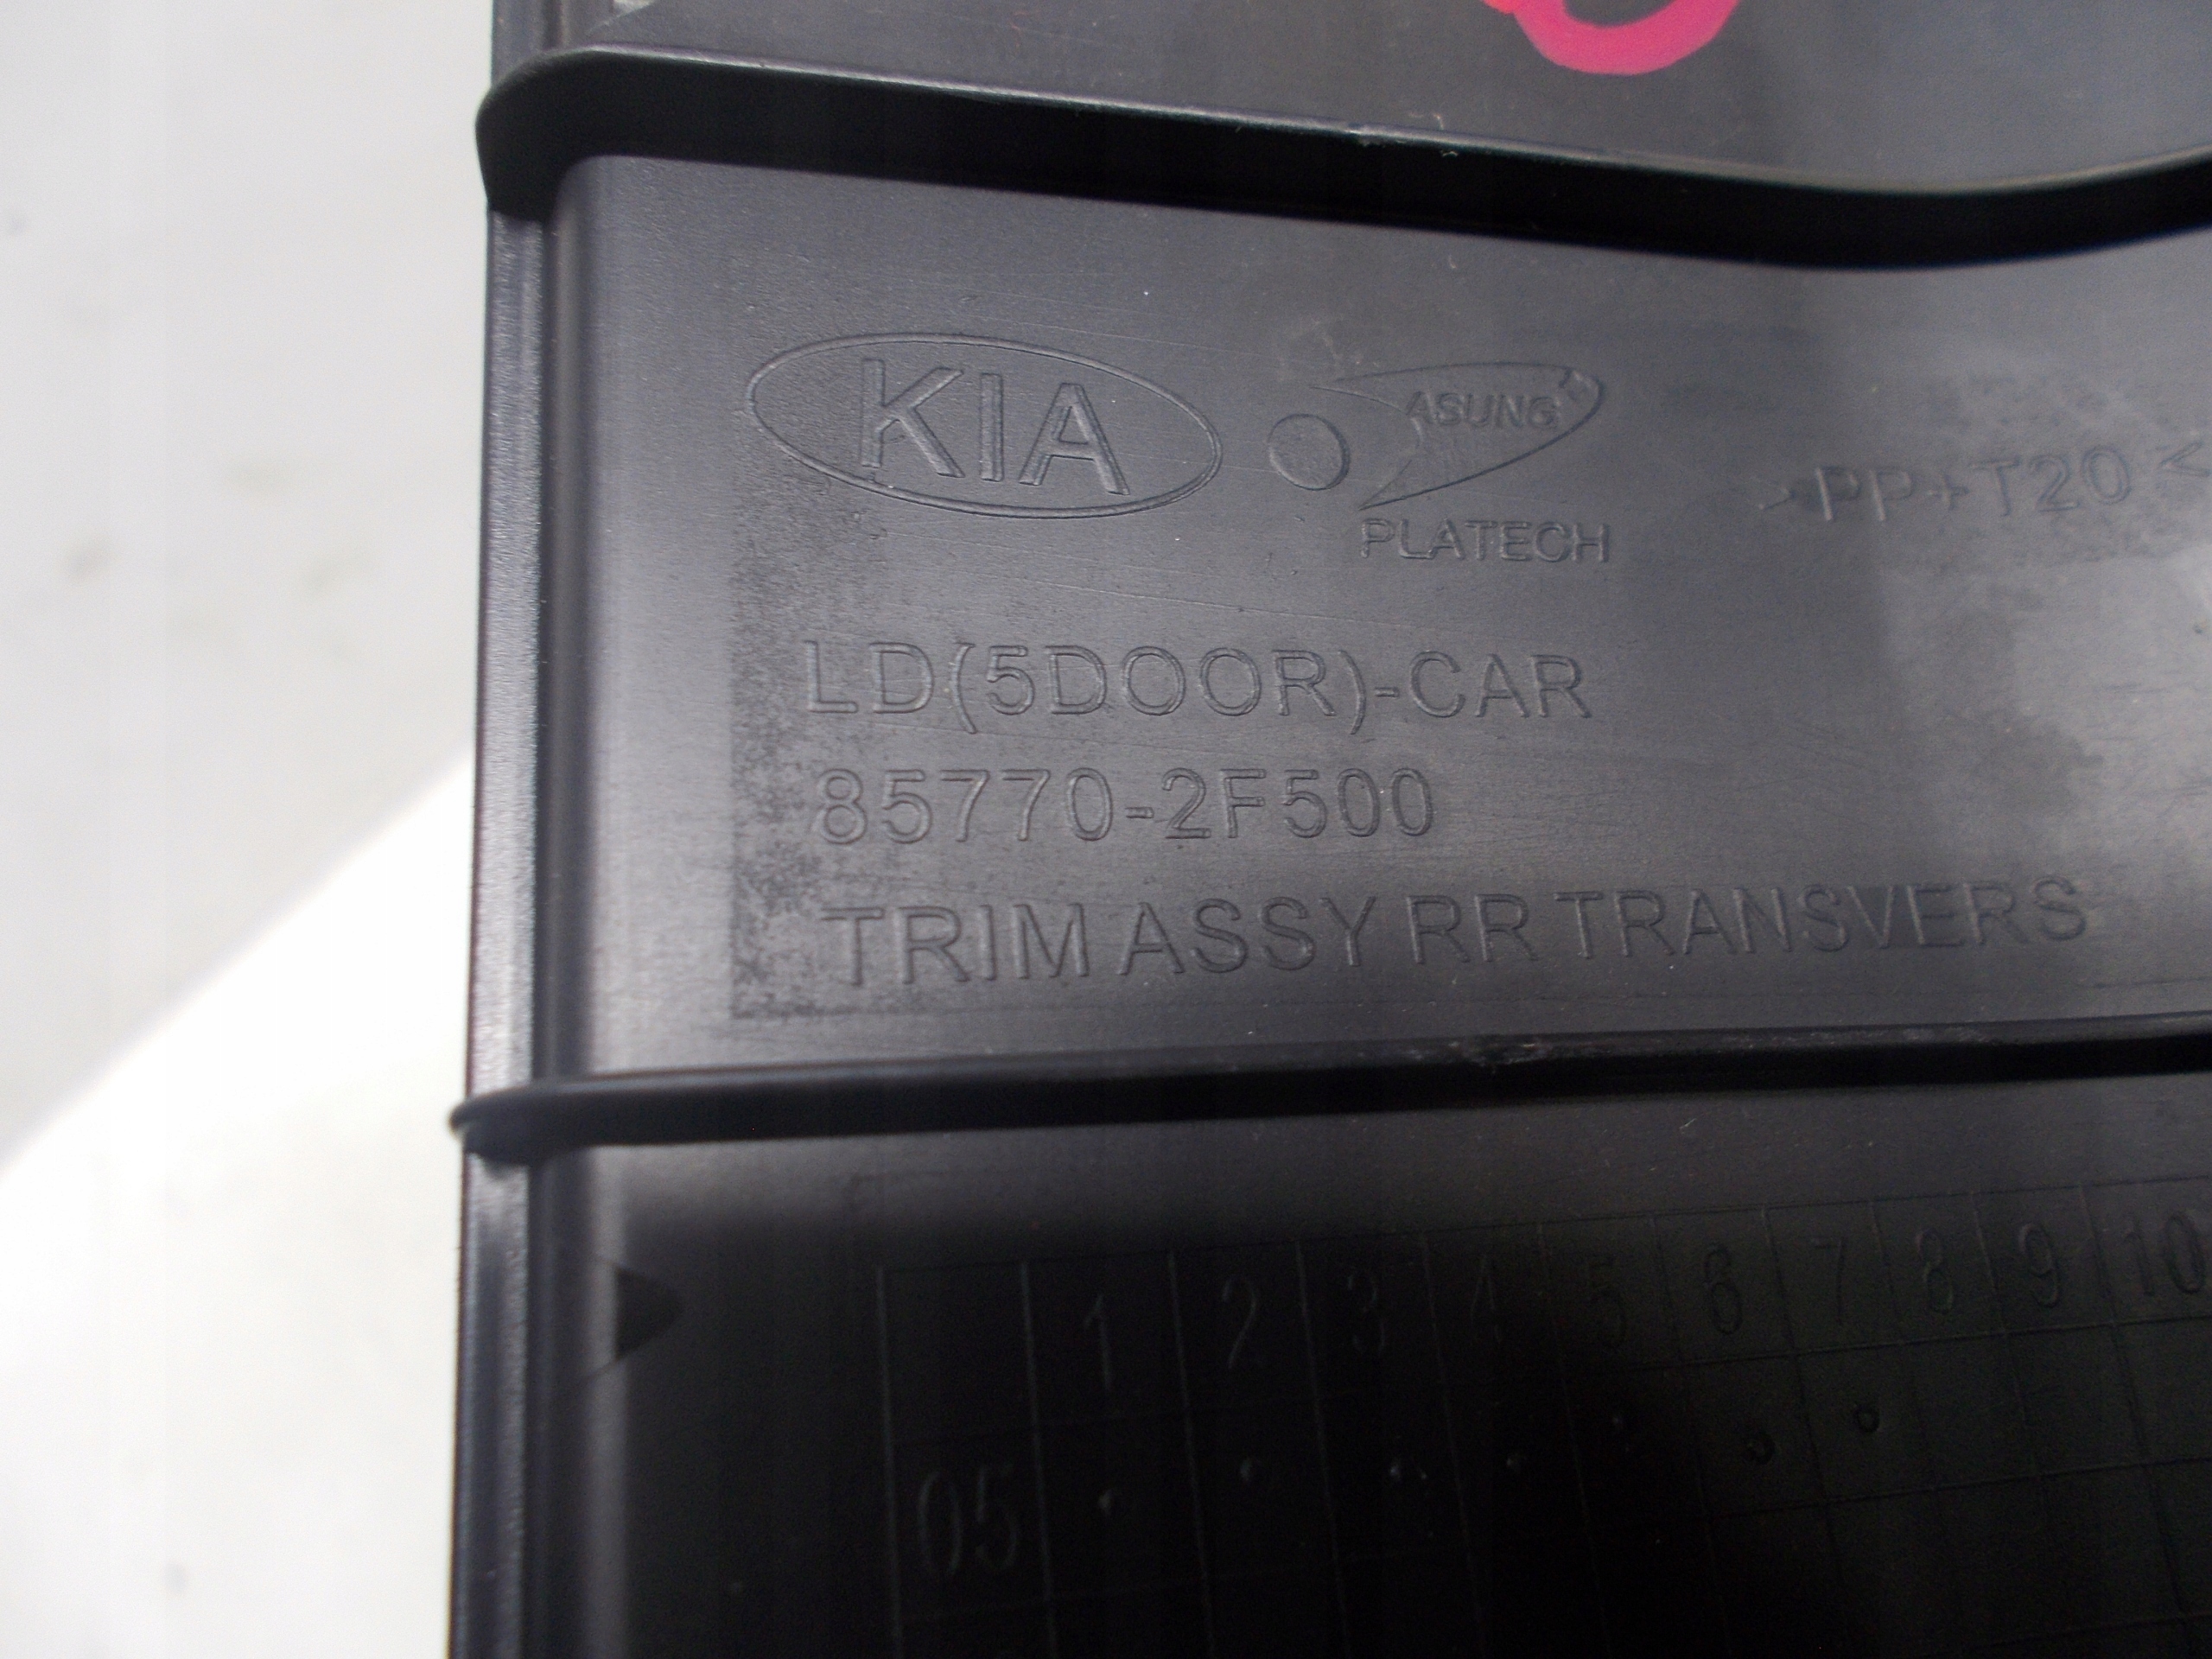 KIA
ASUNG
PLATECH
>PP+T20<
LD(5DOOR)-CAR
85770-2F500
TRIM ASSY RR TRANSVERS
1 2 3 4 5 6 7 8 9 10
05